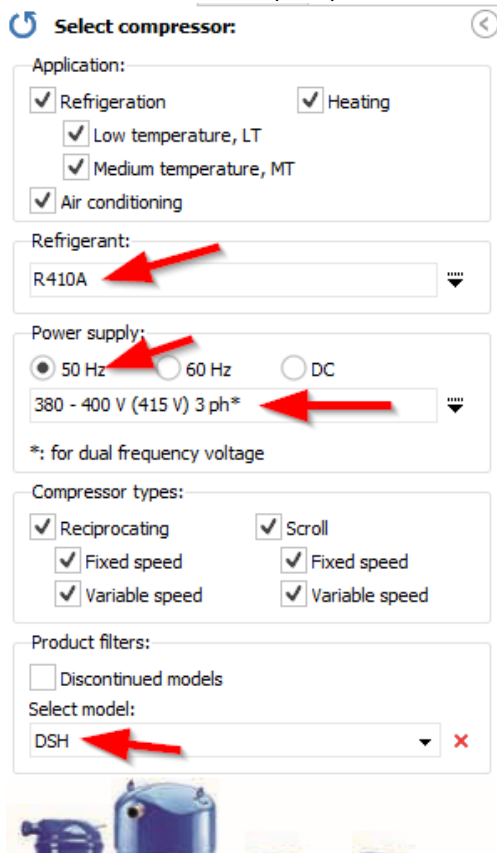 Select compressor:
Application:
Refrigeration Heating
Low temperature, LT
Medium temperature, MT
Air conditioning
Refrigerant:
R410A
Power supply:
50 Hz 60 Hz DC
380 - 400 V (415 V) 3 ph*
*: for dual frequency voltage
Compressor types:
Reciprocating Scroll
Fixed speed Fixed speed
Variable speed Variable speed
Product filters:
Discontinued models
Select model:
DSH